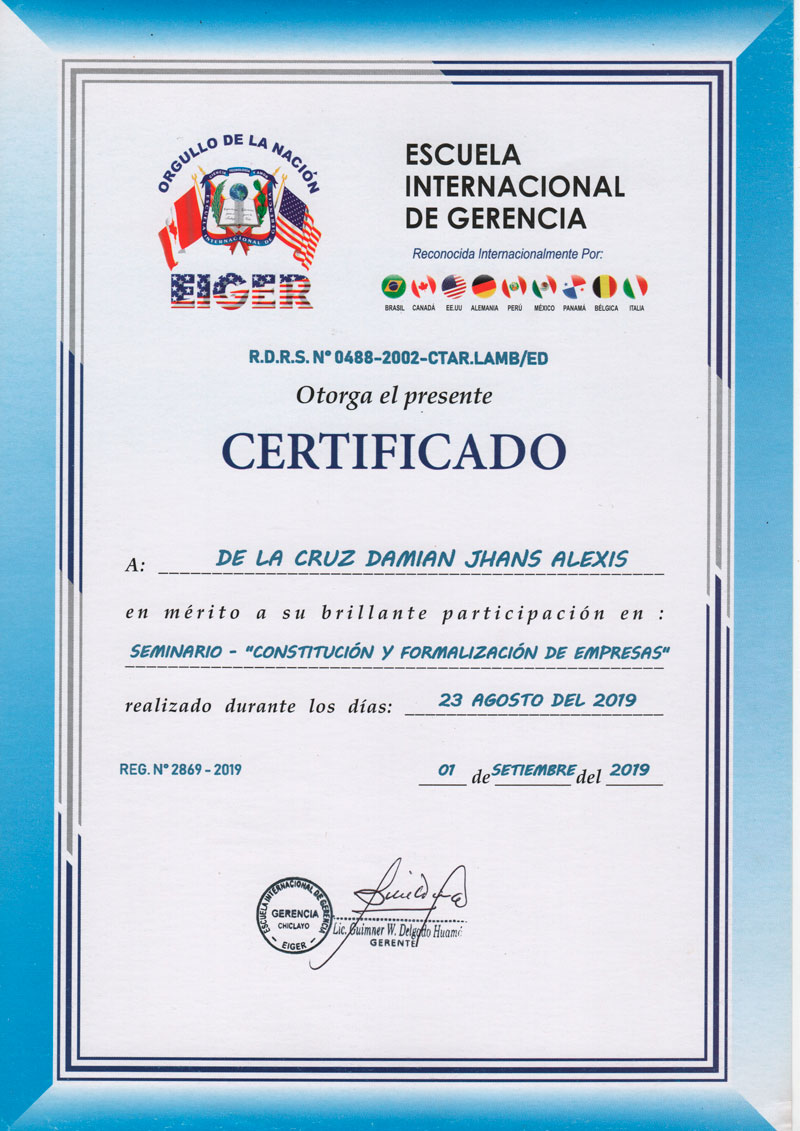 ORGULLO DE LA NACIÓN
EIGER
ESCUELA
INTERNACIONAL
DE GERENCIA
Reconocida Internacionalmente Por:
BRASIL CANADÁ EE.UU ALEMANIA PERÚ MÉXICO PANAMÁ BÉLGICA ITALIA
R.D.R.S. N° 0488-2002-CTAR.LAMB/ED
Otorga el presente
CERTIFICADO
A: DE LA CRUZ DAMIAN JHANS ALEXIS
en mérito a su brillante participación en :
SEMINARIO - "CONSTITUCIÓN Y FORMALIZACIÓN DE EMPRESAS"
realizado durante los días: 23 AGOSTO DEL 2019
REG. N° 2869 - 2019
01 de SETIEMBRE del 2019
ESCUELA INTERNACIONAL DE GERENCIA
GERENCIA
CHICLAYO
- EIGER -
Lic. Guimner W. Delgado Huamá
GERENTE